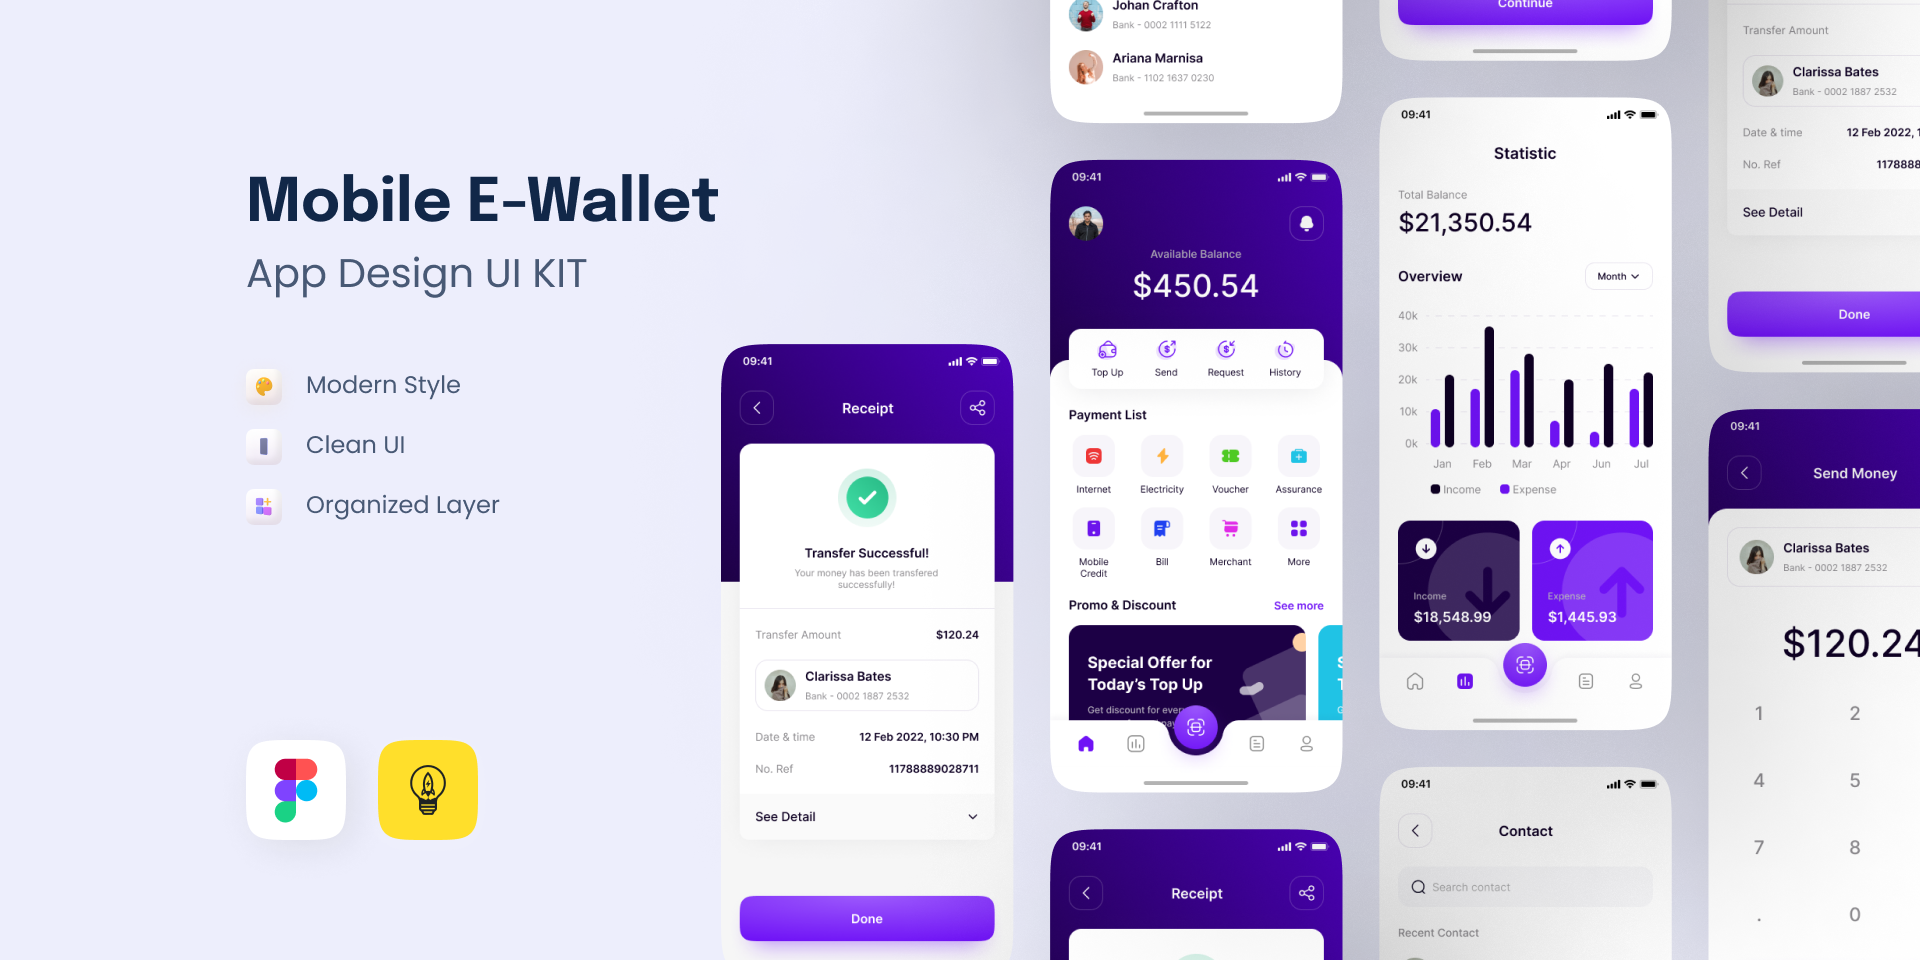 Mobile E-Wallet
App Design UI KIT
Modern Style
Clean UI
Organized Layer
09:41
Receipt
Transfer Successful!
Your money has been transfered
successfully!
Transfer Amount $120.24
Clarissa Bates
Bank - 0002 1887 2532
Date & time 12 Feb 2022, 10:30 PM
No. Ref 11788889028711
See Detail
Done
Johan Crafton
Bank - 0002 1111 5122
Ariana Marnisa
Bank - 1102 1637 0230
09:41
Available Balance
$450.54
Top Up Send Request History
Payment List
Internet Electricity Voucher Assurance
Mobile
Credit
Bill Merchant More
Promo & Discount See more
Special Offer for
Today's Top Up
Get discount for every
09:41
Receipt
Continue
09:41
Statistic
Total Balance
$21,350.54
Overview Month
40k
30k
20k
10k
0k
Jan Feb Mar Apr Jun Jul
Income Expense
Income
$18,548.99
Expense
$1,445.93
09:41
Contact
Search contact
Recent Contact
Transfer Amount
Clarissa Bates
Bank - 0002 1887 2532
Date & time 12 Feb 2022, 1
No. Ref 1178888
See Detail
Done
09:41
Send Money
Clarissa Bates
Bank - 0002 1887 2532
$120.24
1 2
4 5
7 8
. 0